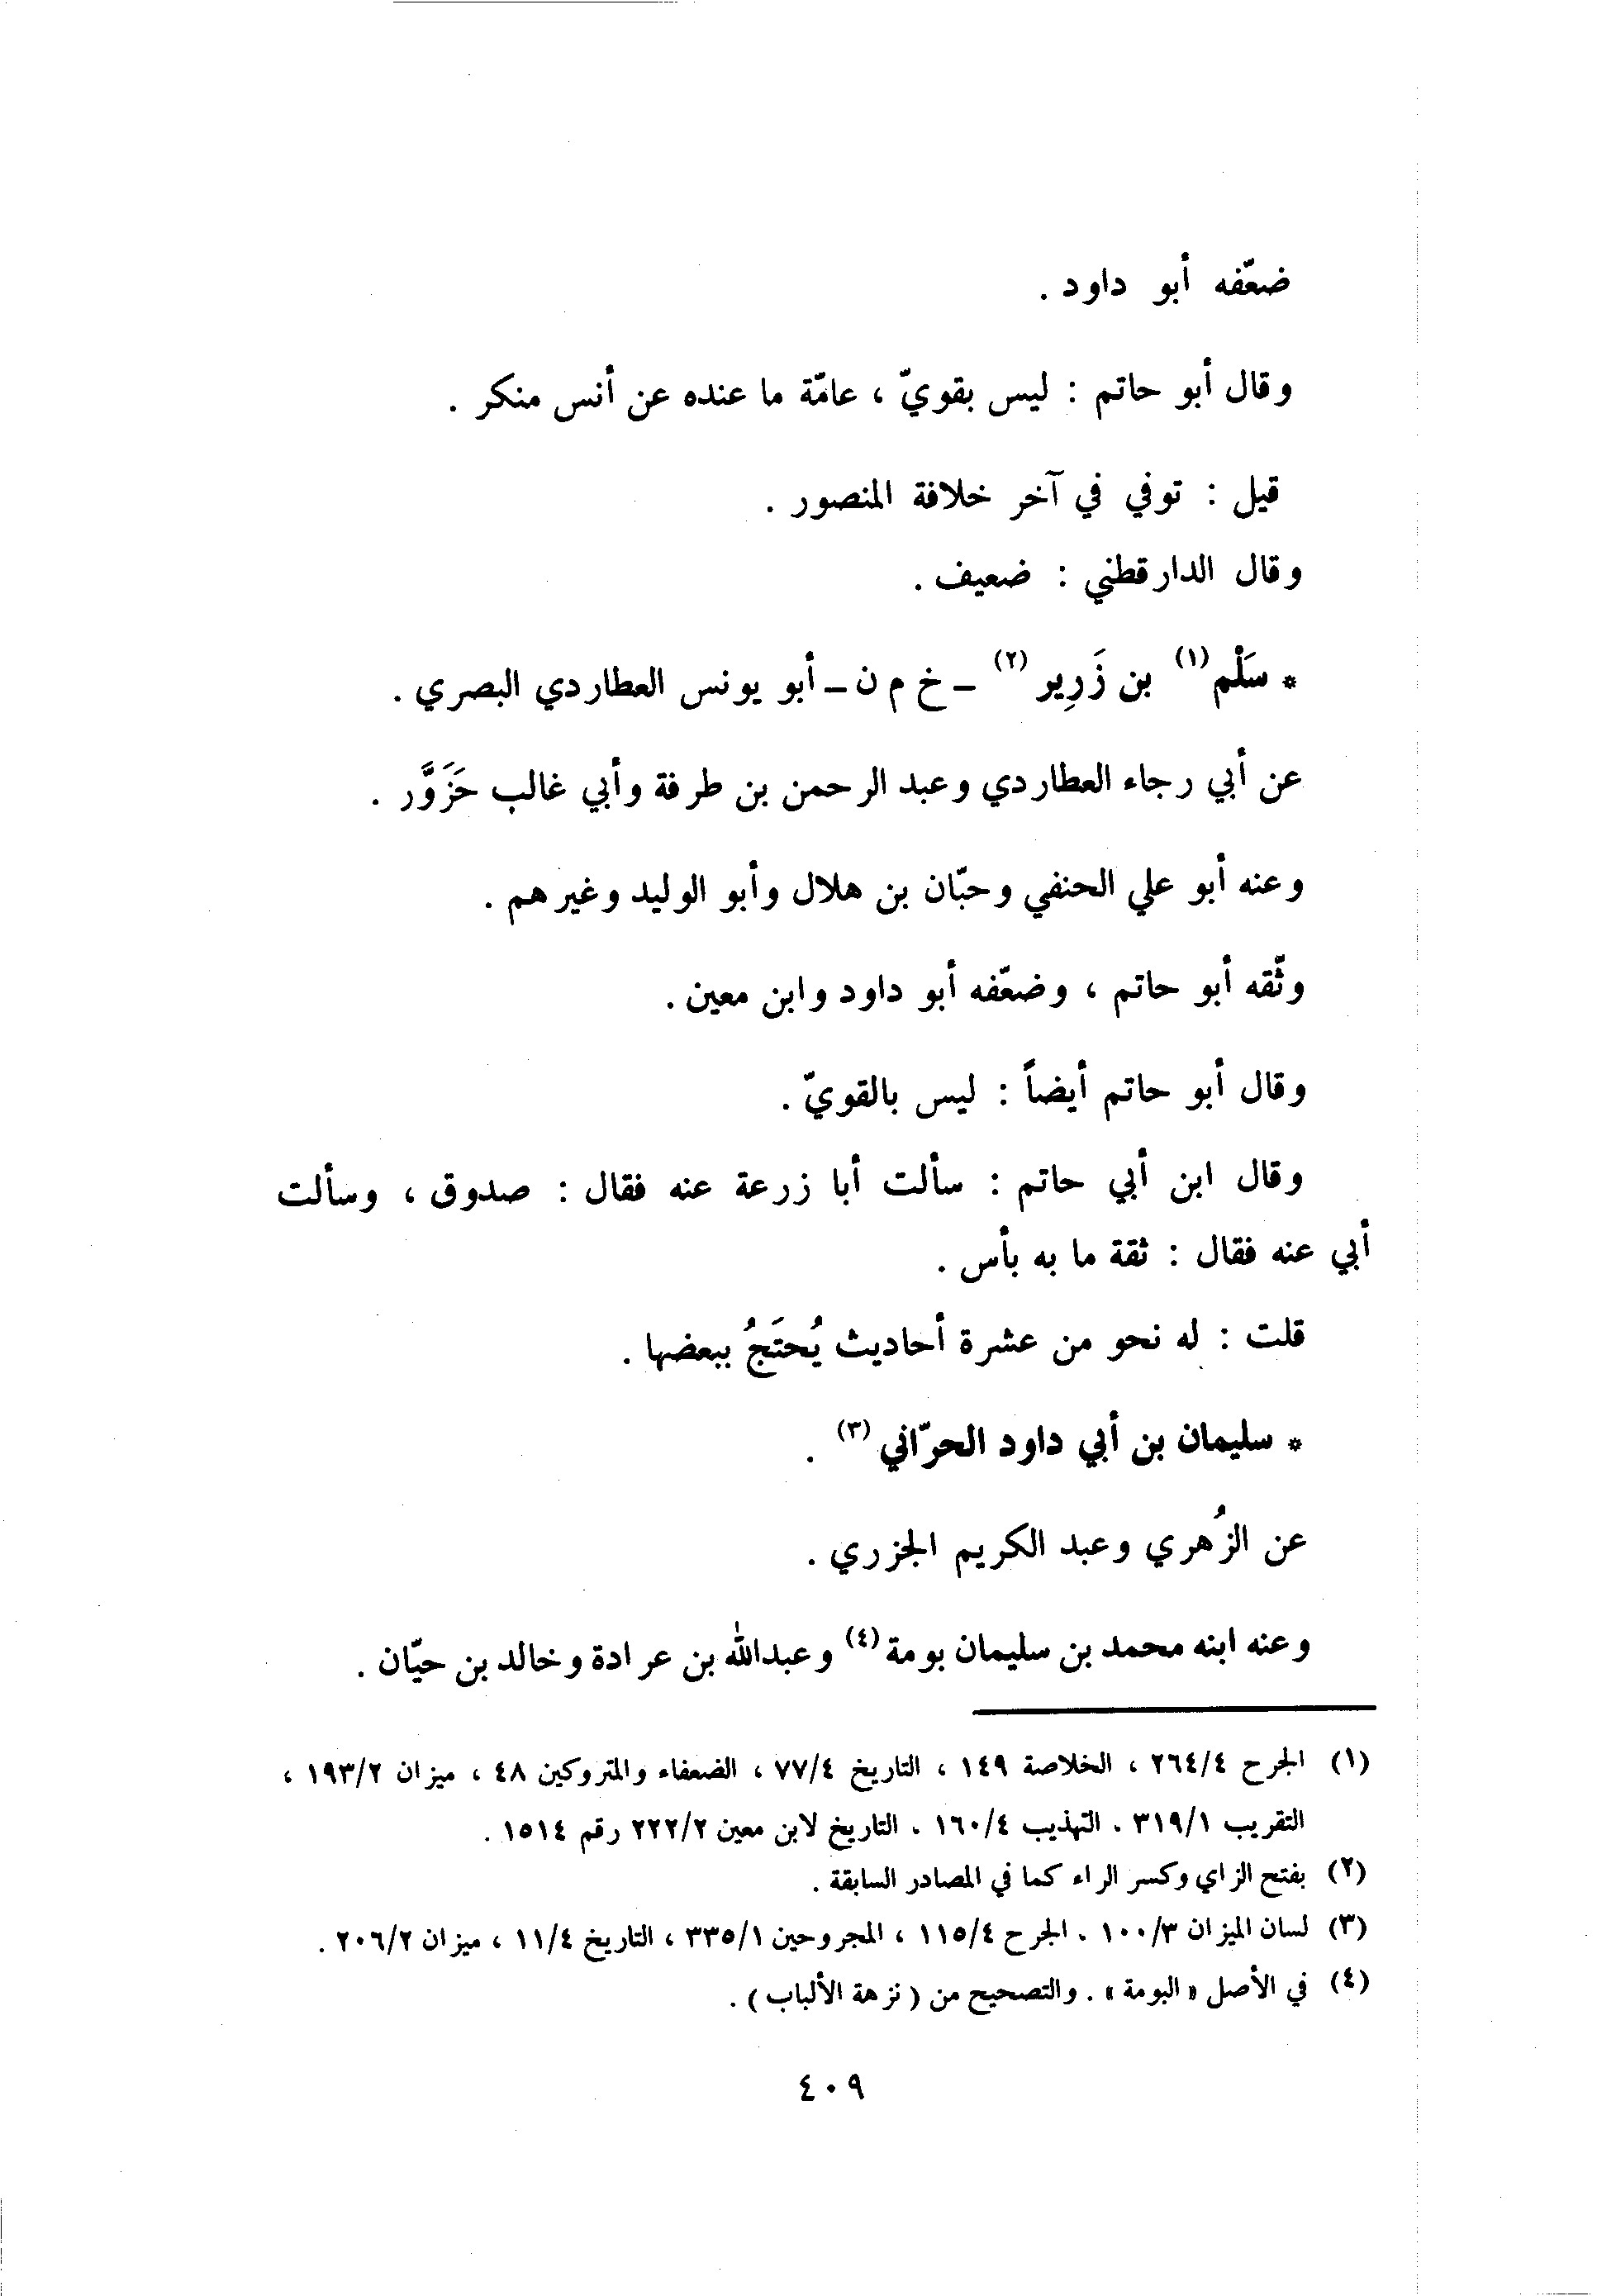 ضعّفه أبو داود .
وقال أبو حاتم : ليس بقويّ ، عامّة ما عنده عن أنس منكر .
قيل : توفي في آخر خلافة المنصور .
وقال الدارقطني : ضعيف .
* سَلْم (١) بن زَرِير (٢) ـ خ م ن ـ أبو يونس العطاردي البصري .
عن أبي رجاء العطاردي وعبد الرحمن بن طرفة وأبي غالب حَزَوَّر .
وعنه أبو علي الحنفي وحبّان بن هلال وأبو الوليد وغيرهم .
وثّقه أبو حاتم ، وضعّفه أبو داود وابن معين .
وقال أبو حاتم أيضاً : ليس بالقويّ .
وقال ابن أبي حاتم : سألت أبا زرعة عنه فقال : صدوق ، وسألت
أبي عنه فقال : ثقة ما به بأس .
قلت : له نحو من عشرة أحاديث يُحتَجُ ببعضها .
* سليمان بن أبي داود الحرّاني (٣) .
عن الزُهري وعبد الكريم الجزري .
وعنه ابنه محمد بن سليمان بومة (٤) وعبدالله بن عرادة وخالد بن حيّان .
(١) الجرح ٢٦٤/٤ ، الخلاصة ١٤٩ ، التاريخ ٧٧/٤ ، الضعفاء والمتروكين ٤٨ ، ميزان ١٩٣/٢ ،
التقريب ٣١٩/١ . التهذيب ١٦٠/٤ . التاريخ لابن معين ٢٢٢/٢ رقم ١٥١٤ .
(٢) بفتح الزاي وكسر الراء كما في المصادر السابقة .
(٣) لسان الميزان ١٠٠/٣ . الجرح ١١٥/٤ ، المجروحين ٣٣٥/١ ، التاريخ ١١/٤ ، ميزان ٢٠٦/٢ .
(٤) في الأصل « البومة » . والتصحيح من ( نزهة الألباب ) .
٤٠٩